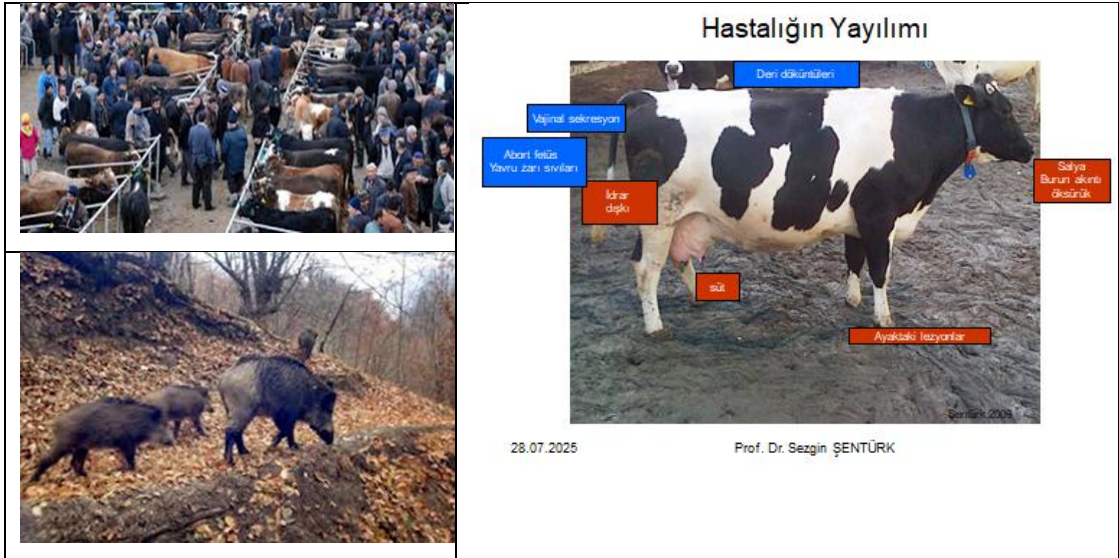 Hastalığın Yayılımı
Deri döküntüleri
Vajinal sekresyon
Abort fetüs
Yavru zarı sıvıları
İdrar
dışkı
Salya
Burun akıntı
öksürük
süt
Ayaktaki lezyonlar
Şentürk 2009
28.07.2025
Prof. Dr. Sezgin ŞENTÜRK